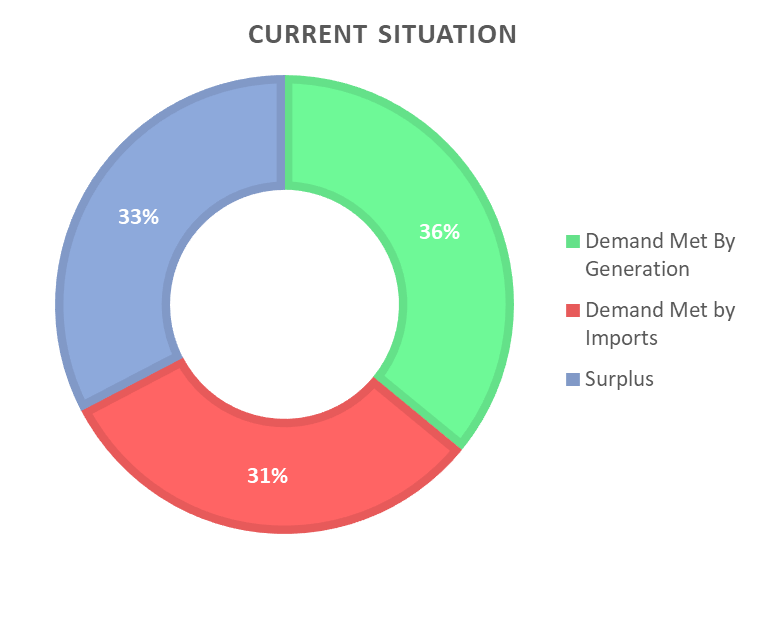 CURRENT SITUATION
33%
36%
31%
Demand Met By
Generation
Demand Met by
Imports
Surplus